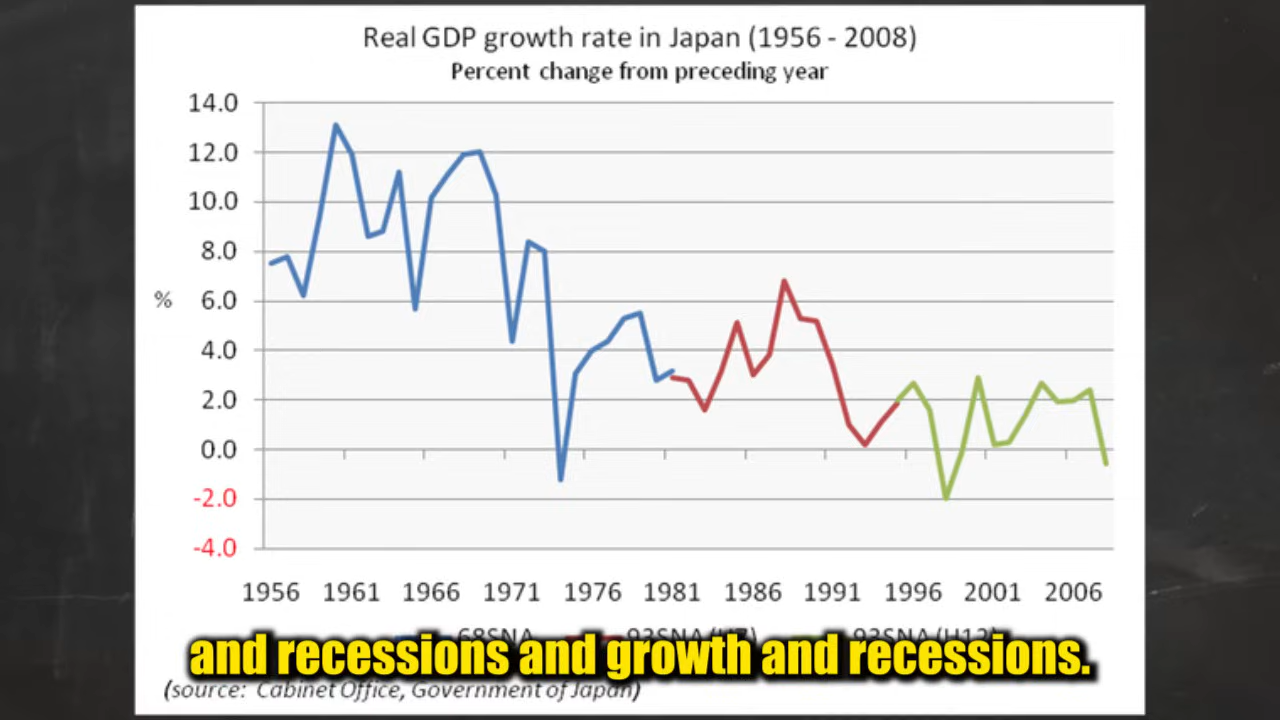 Real GDP growth rate in Japan (1956 - 2008)
Percent change from preceding year
14.0
12.0
10.0
8.0
% 6.0
4.0
2.0
0.0
-2.0
-4.0
1956 1961 1966 1971 1976 1981 1986 1991 1996 2001 2006
68SNA 93SNA
and recessions and growth and recessions.
(source: Cabinet Office, Government of Japan)